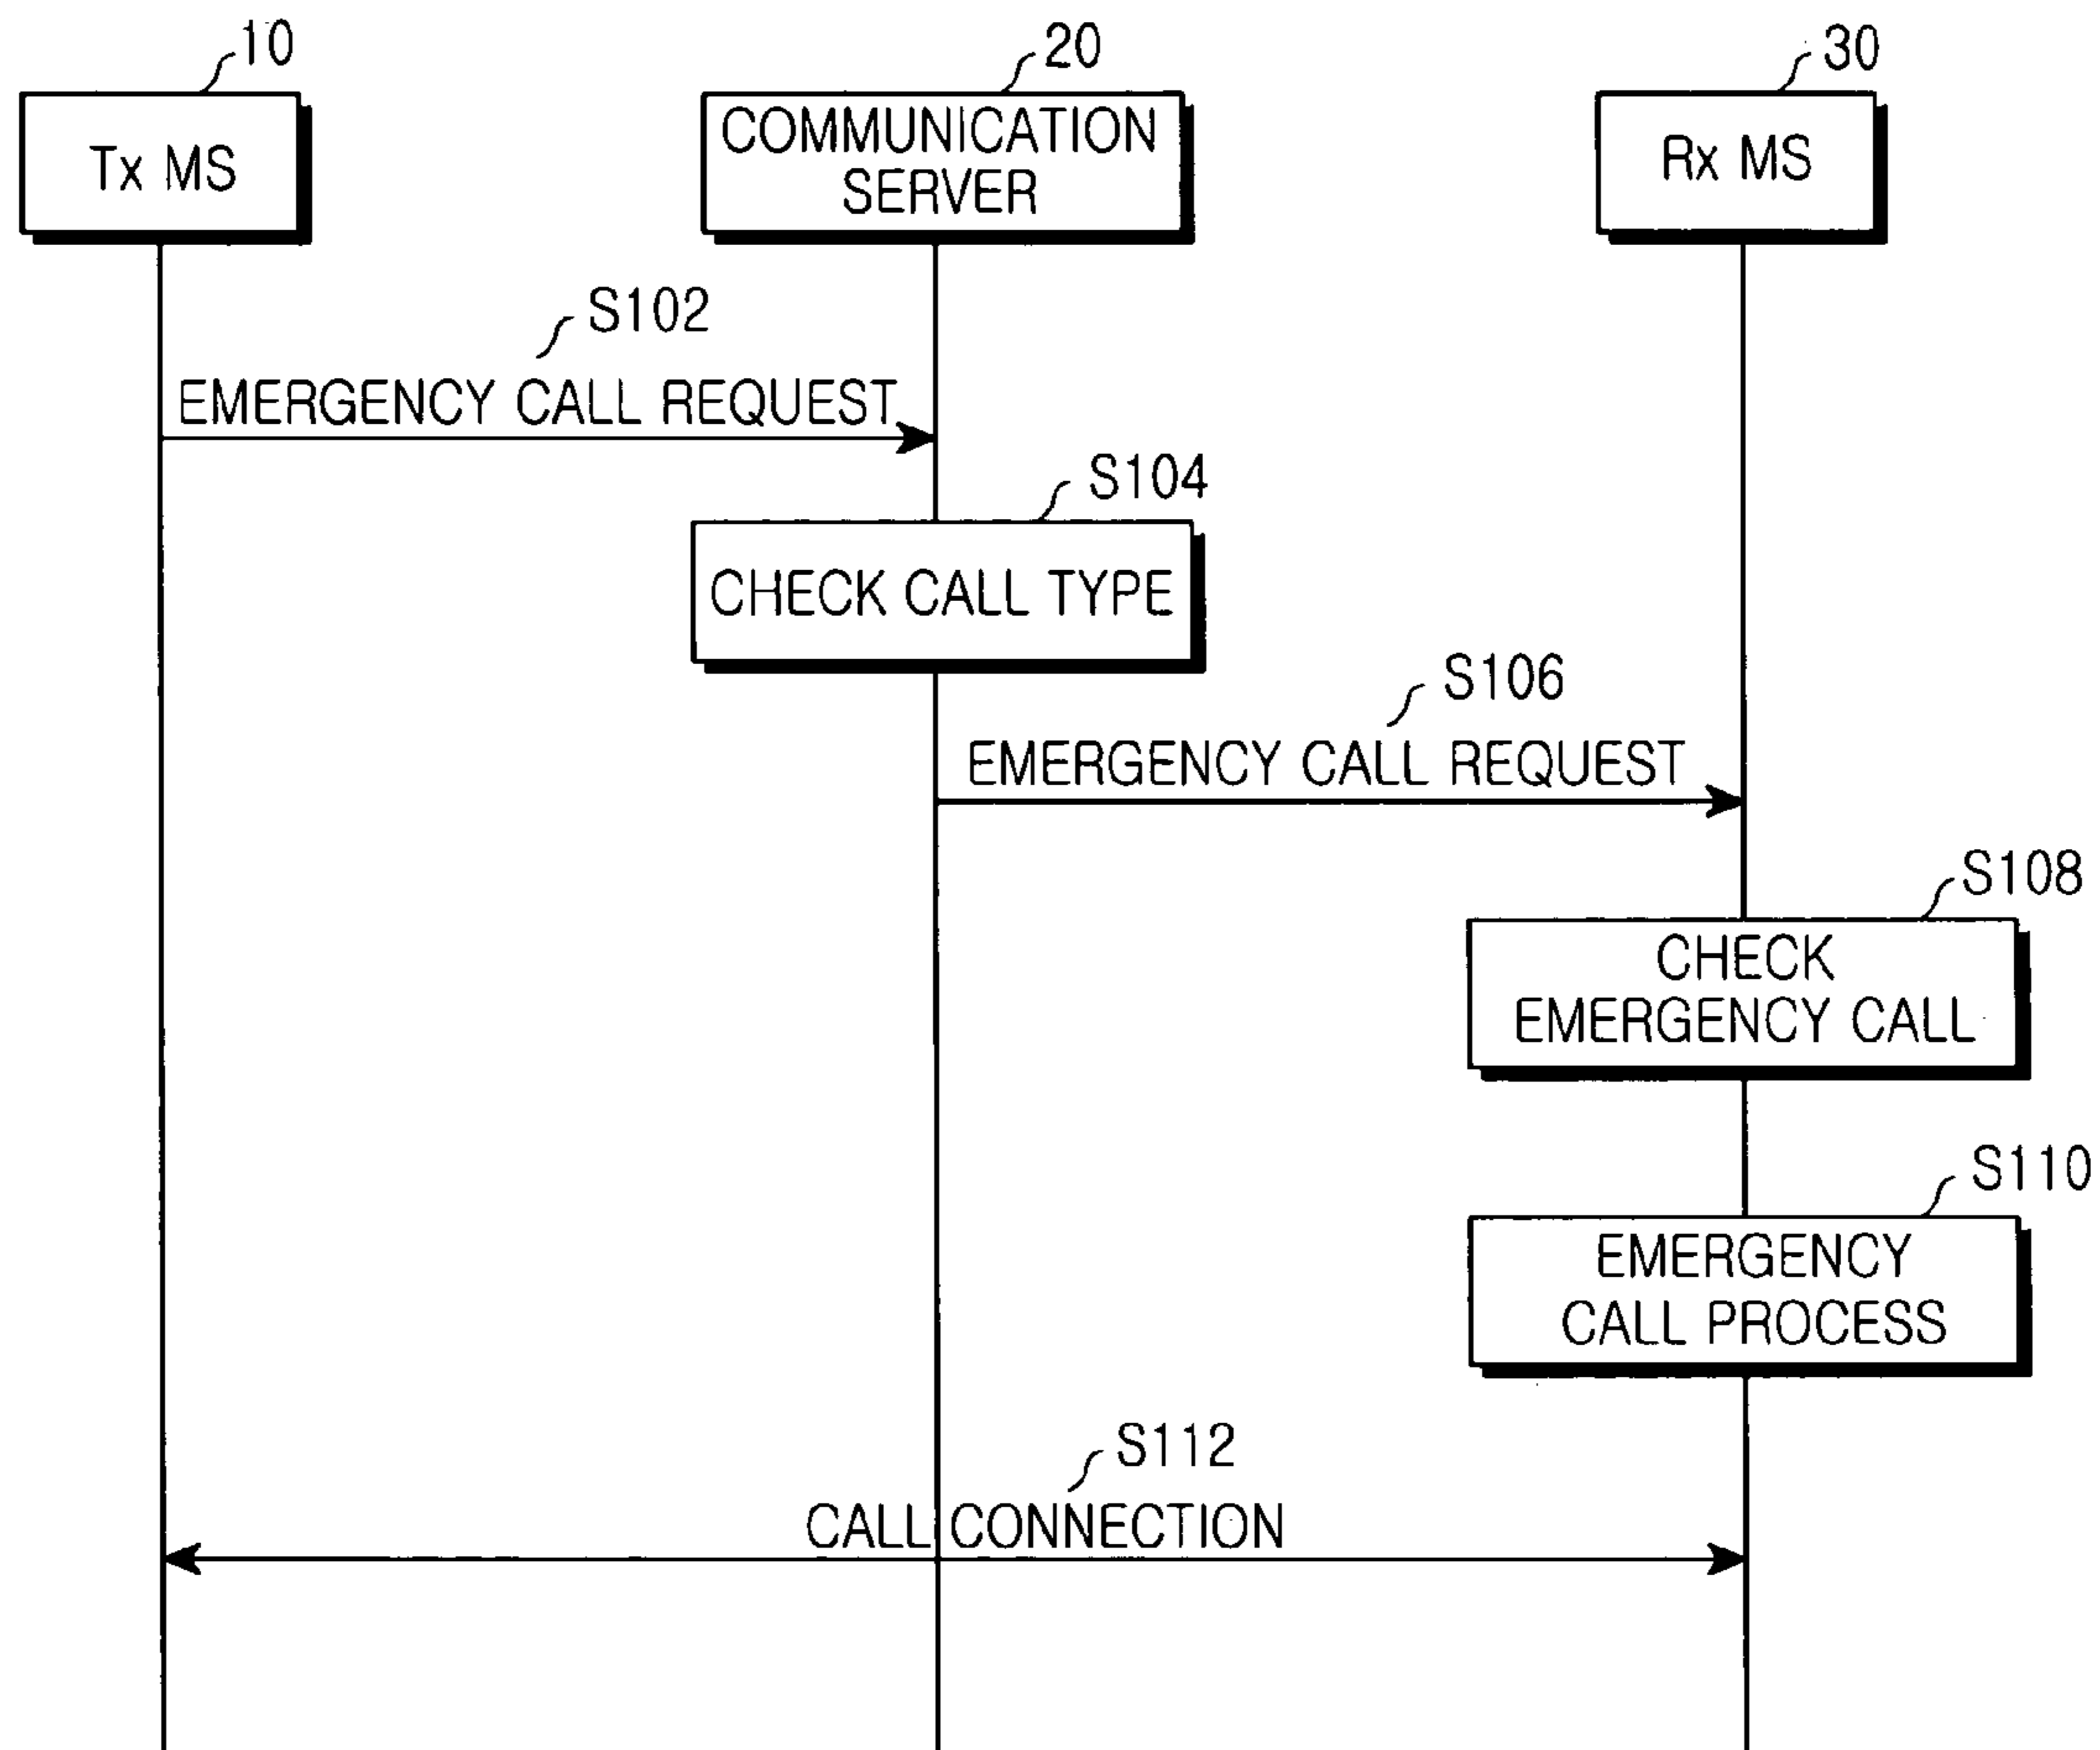 10
20
30
Tx MS
COMMUNICATION
SERVER
Rx MS
S102
EMERGENCY CALL REQUEST
S104
CHECK CALL TYPE
S106
EMERGENCY CALL REQUEST
S108
CHECK
EMERGENCY CALL
S110
EMERGENCY
CALL PROCESS
S112
CALL CONNECTION